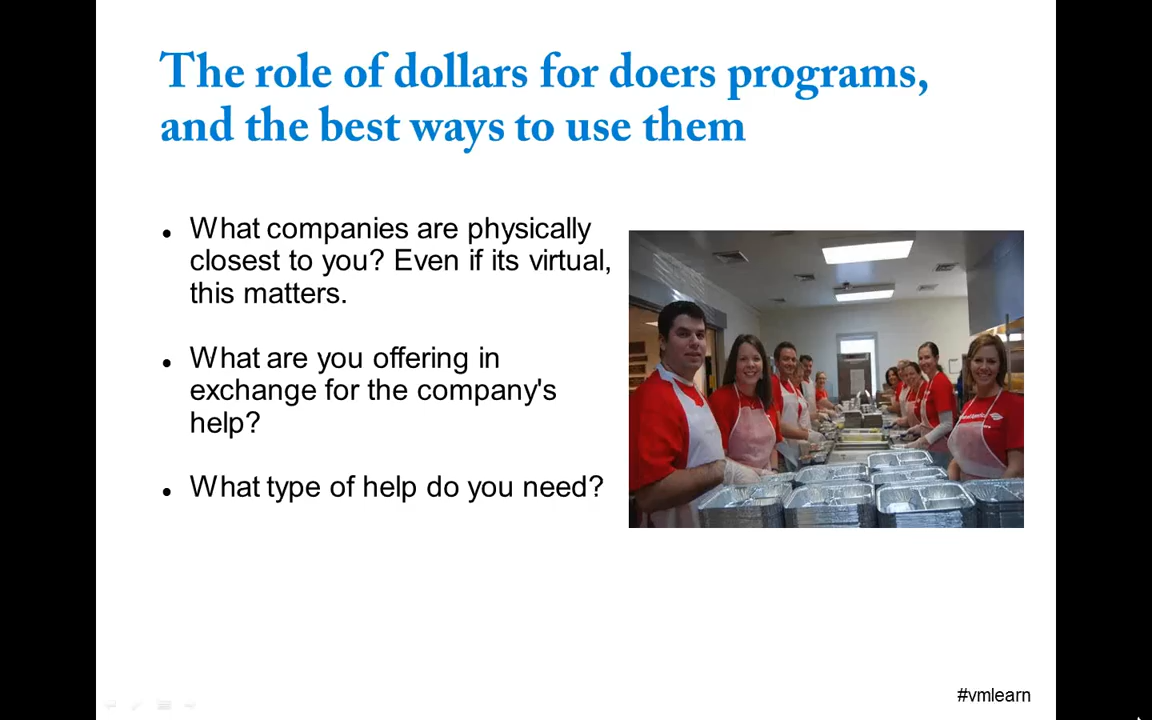 The role of dollars for doers programs,
and the best ways to use them
What companies are physically
closest to you? Even if its virtual,
this matters.
What are you offering in
exchange for the company's
help?
What type of help do you need?
#vmlearn